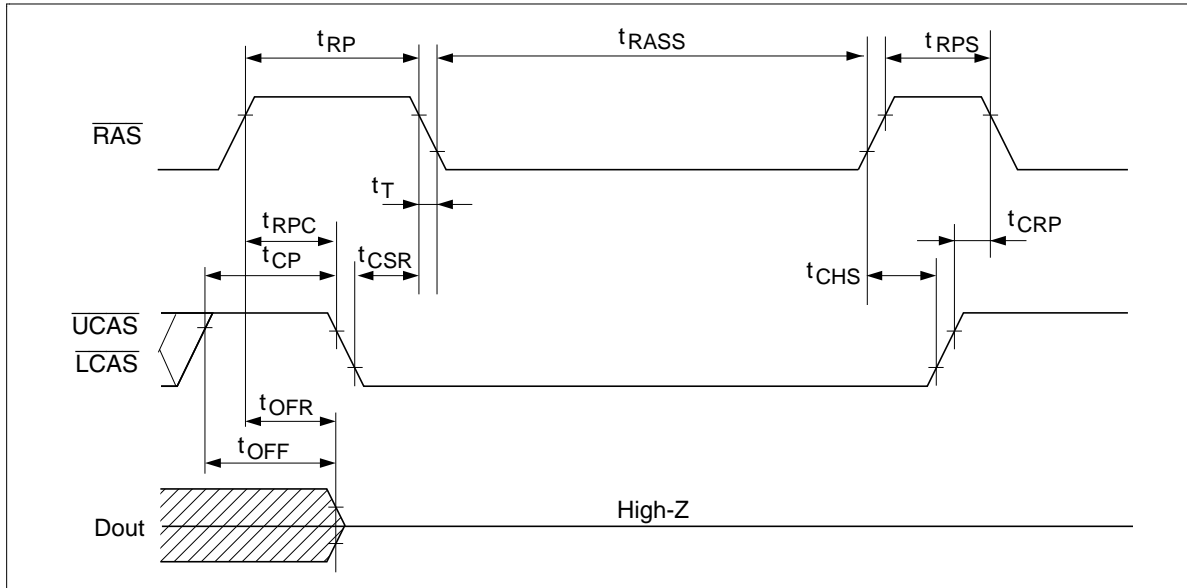 tRP
tRASS
tRPS
RAS
tT
tRPC
tCRP
tCP
tCSR
tCHS
UCAS
LCAS
tOFR
tOFF
High-Z
Dout